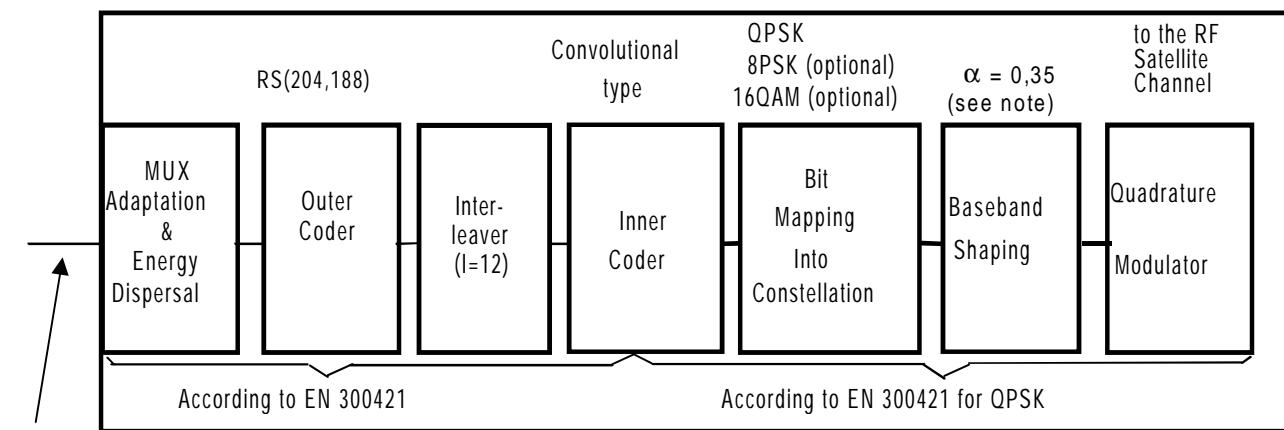 RS(204,188)
Convolutional
type
QPSK
8PSK (optional)
16QAM (optional)
α = 0,35
(see note)
to the RF
Satellite
Channel
MUX
Adaptation
&
Energy
Dispersal
Outer
Coder
Inter-
leaver
(I=12)
Inner
Coder
Bit
Mapping
Into
Constellation
Baseband
Shaping
Quadrature
Modulator
According to EN 300421
According to EN 300421 for QPSK